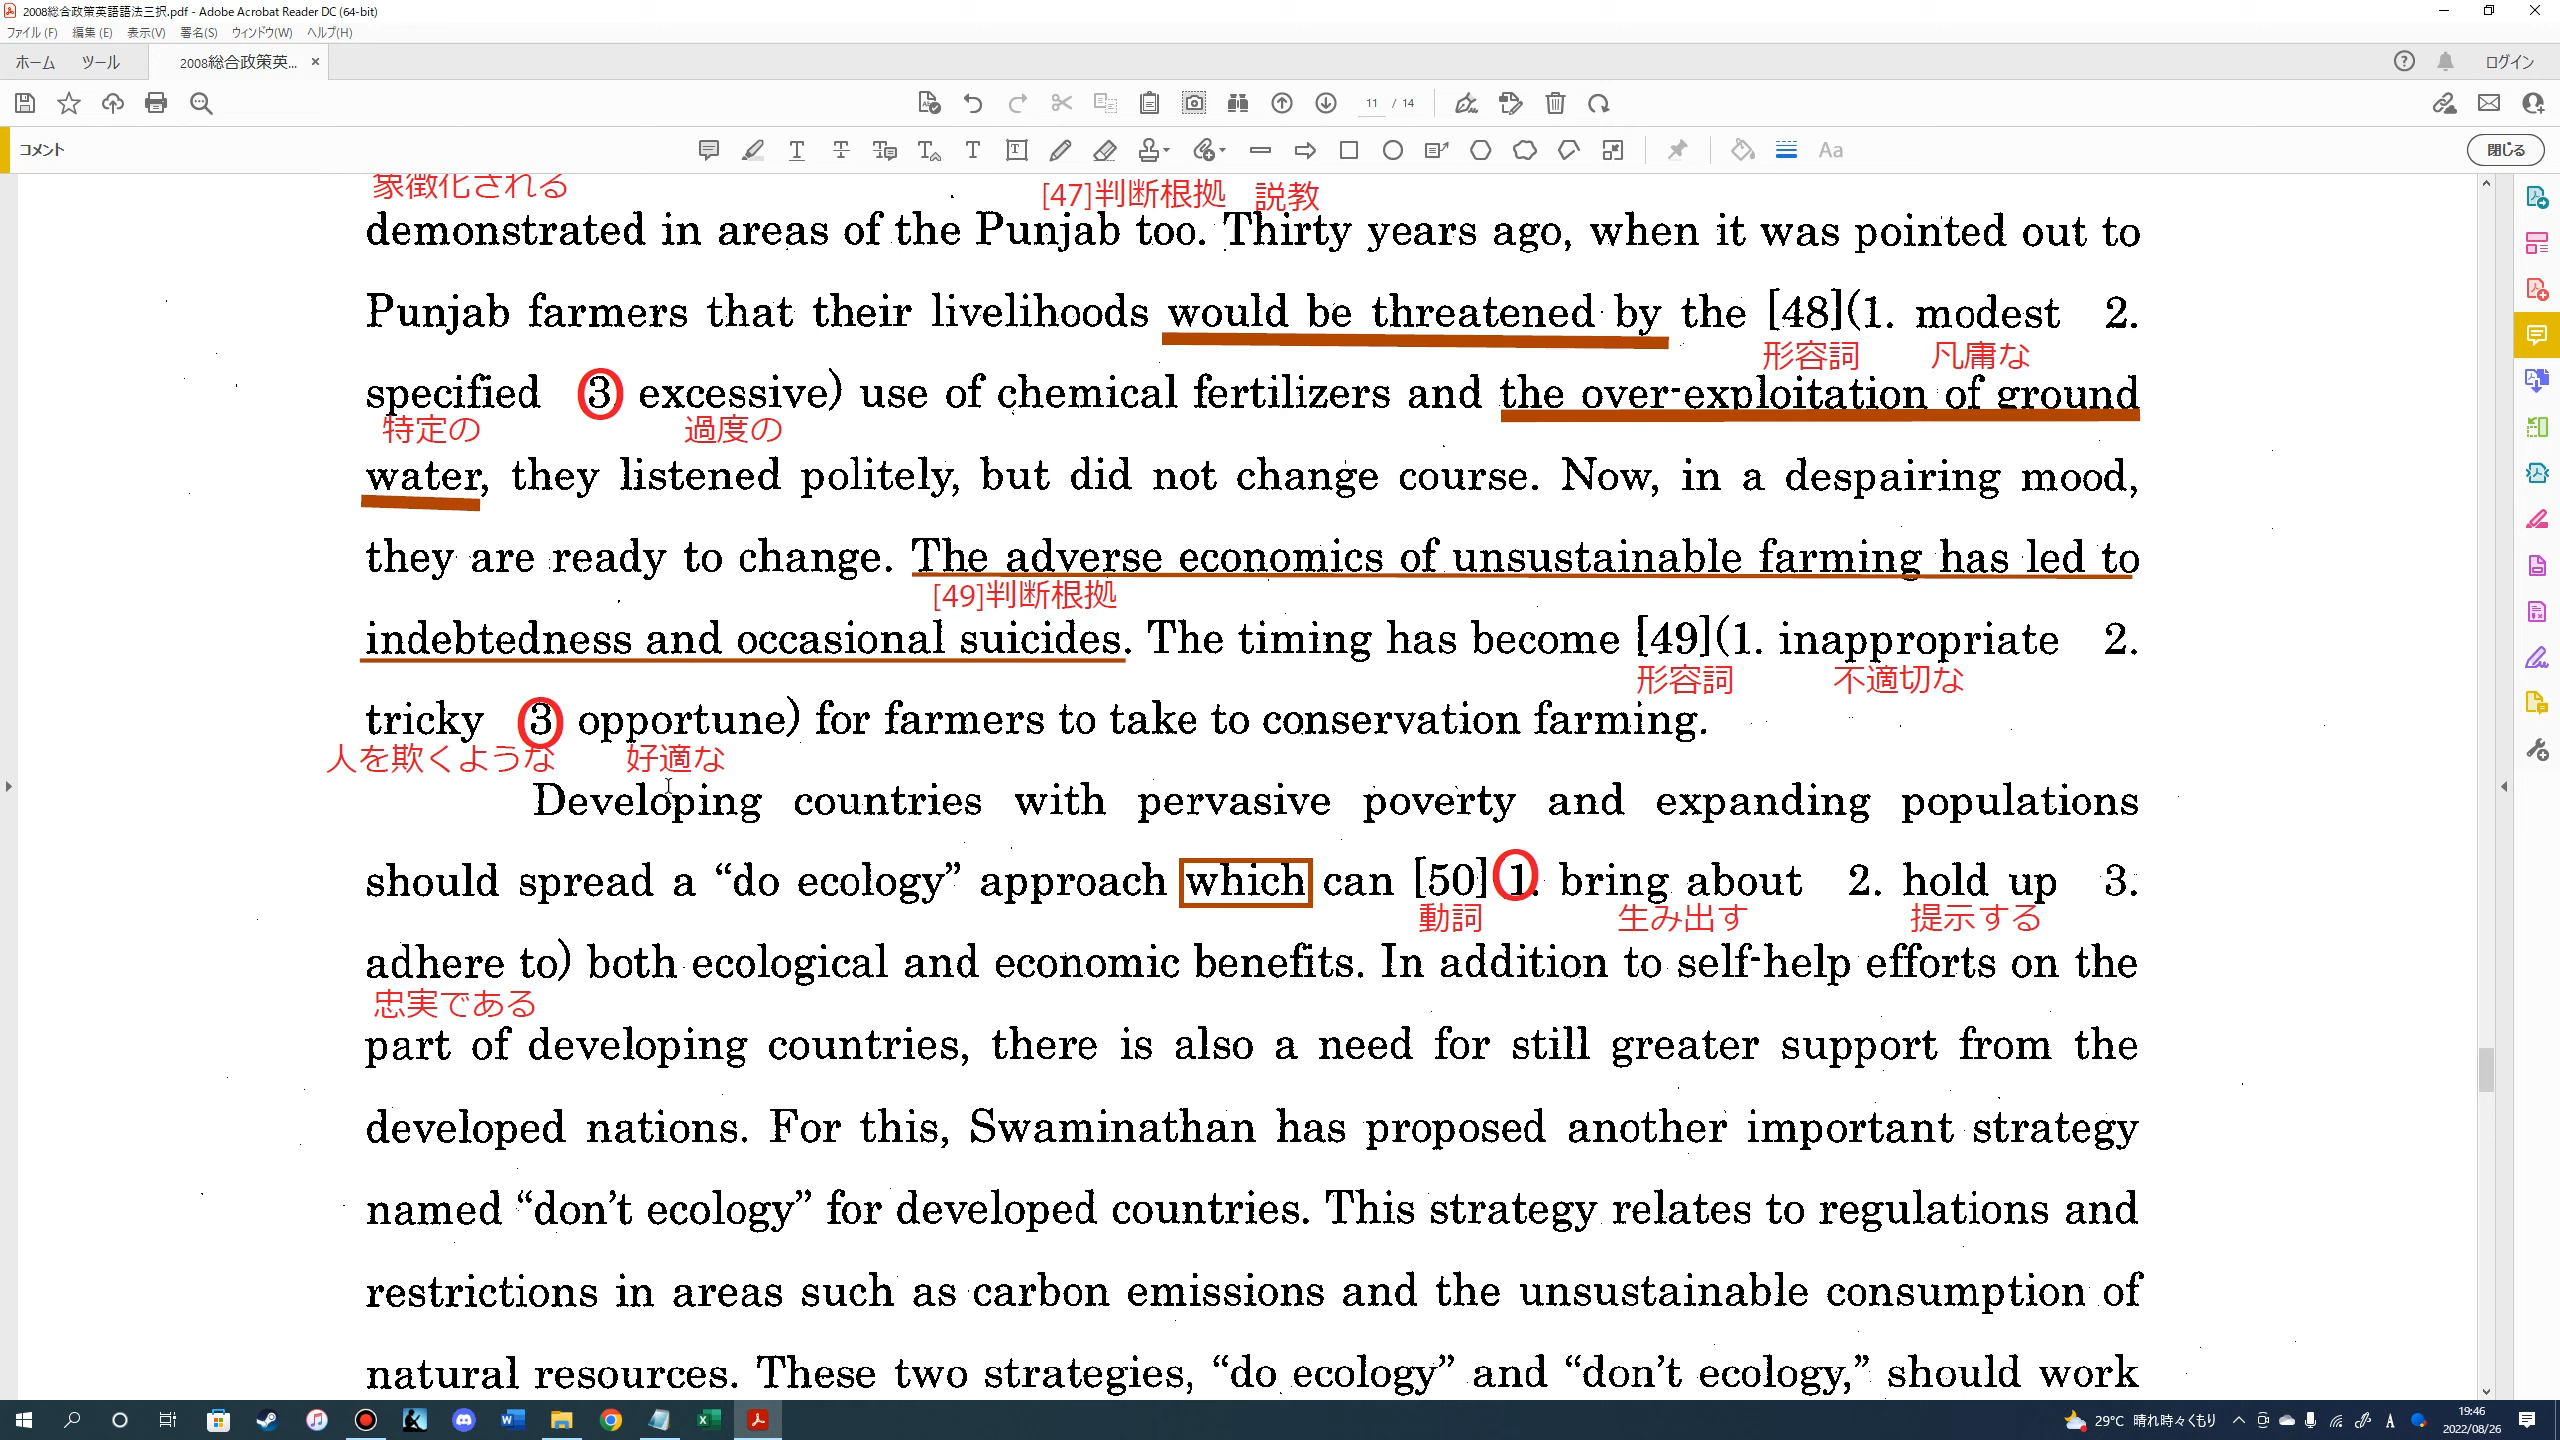 2008総合政策英語語法三択.pdf - Adobe Acrobat Reader DC (64-bit)
ファイル(F) 編集(E) 表示(V) 署名(S) ウィンドウ(W) ヘルプ(H)
ホーム ツール 2008総合政策英... × ログイン
11 / 14
コメント 閉じる
象徴化される [47]判断根拠 説教
demonstrated in areas of the Punjab too. Thirty years ago, when it was pointed out to
Punjab farmers that their livelihoods would be threatened by the [48](1. modest 2.
形容詞 凡庸な
specified 3 excessive) use of chemical fertilizers and the over-exploitation of ground
特定の 過度の
water, they listened politely, but did not change course. Now, in a despairing mood,
they are ready to change. The adverse economics of unsustainable farming has led to
[49]判断根拠
indebtedness and occasional suicides. The timing has become [49](1. inappropriate 2.
形容詞 不適切な
tricky 3 opportune) for farmers to take to conservation farming.
人を欺くような 好適な
Developing countries with pervasive poverty and expanding populations
should spread a “do ecology” approach which can [50] 1. bring about 2. hold up 3.
動詞 生み出す 提示する
adhere to) both ecological and economic benefits. In addition to self-help efforts on the
忠実である
part of developing countries, there is also a need for still greater support from the
developed nations. For this, Swaminathan has proposed another important strategy
named “don’t ecology” for developed countries. This strategy relates to regulations and
restrictions in areas such as carbon emissions and the unsustainable consumption of
natural resources. These two strategies, “do ecology” and “don’t ecology,” should work
29°C 晴れ時々くもり A 19:46
2022/08/26